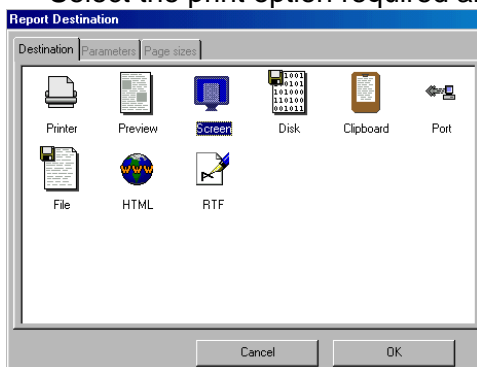 Select the print option required a
Report Destination
Destination Parameters Page sizes
Printer Preview Screen Disk Clipboard Port
File HTML RTF
Cancel OK